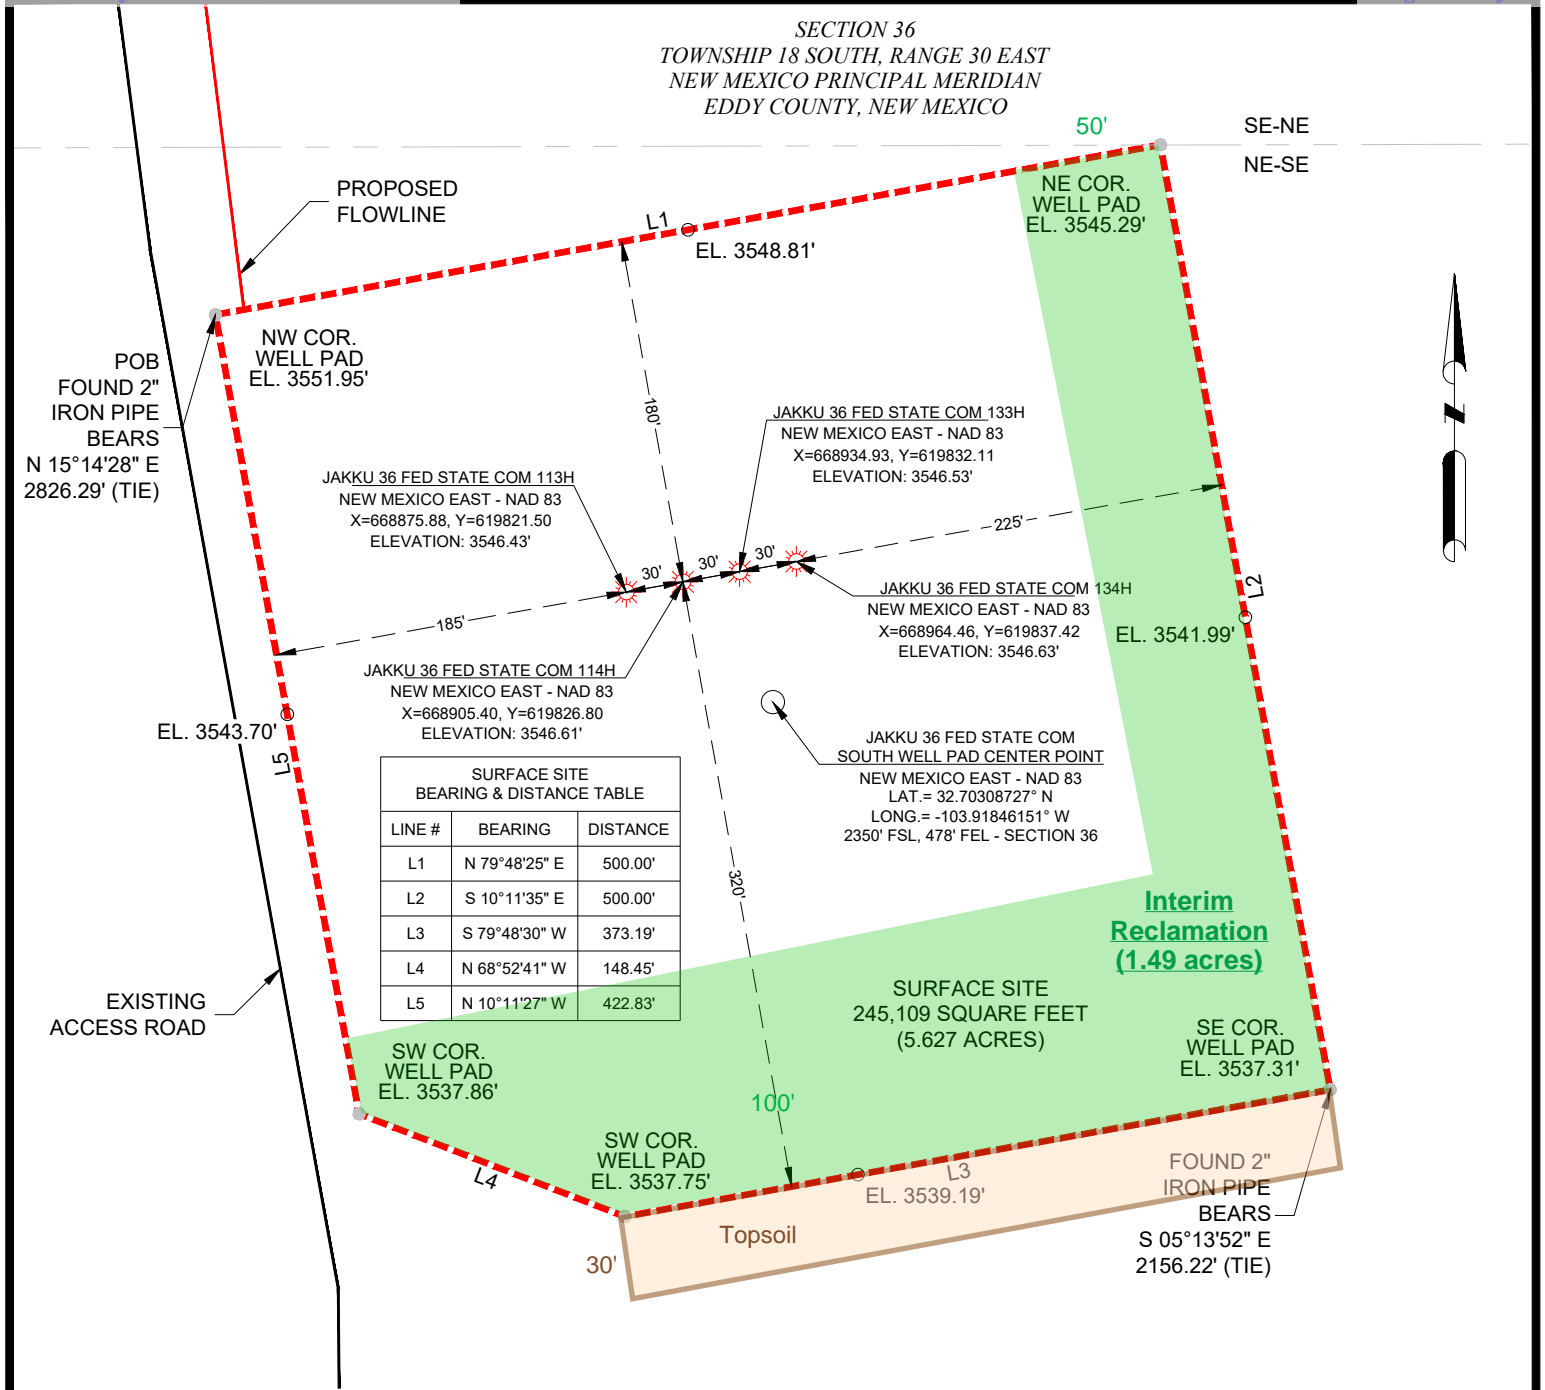 SECTION 36
TOWNSHIP 18 SOUTH, RANGE 30 EAST
NEW MEXICO PRINCIPAL MERIDIAN
EDDY COUNTY, NEW MEXICO
50'
SE-NE
NE-SE
PROPOSED
FLOWLINE
L1
EL. 3548.81'
NE COR.
WELL PAD
EL. 3545.29'
NW COR.
WELL PAD
EL. 3551.95'
POB
FOUND 2"
IRON PIPE
BEARS
N 15°14'28" E
2826.29' (TIE)
180'
JAKKU 36 FED STATE COM 133H
NEW MEXICO EAST - NAD 83
X=668934.93, Y=619832.11
ELEVATION: 3546.53'
JAKKU 36 FED STATE COM 113H
NEW MEXICO EAST - NAD 83
X=668875.88, Y=619821.50
ELEVATION: 3546.43'
225'
30'
30'
30'
185'
JAKKU 36 FED STATE COM 134H
NEW MEXICO EAST - NAD 83
X=668964.46, Y=619837.42
ELEVATION: 3546.63'
L2
EL. 3541.99'
JAKKU 36 FED STATE COM 114H
NEW MEXICO EAST - NAD 83
X=668905.40, Y=619826.80
ELEVATION: 3546.61'
EL. 3543.70'
L5
JAKKU 36 FED STATE COM
SOUTH WELL PAD CENTER POINT
NEW MEXICO EAST - NAD 83
LAT.= 32.70308727° N
LONG.= -103.91846151° W
2350' FSL, 478' FEL - SECTION 36
SURFACE SITE
BEARING & DISTANCE TABLE
LINE # BEARING DISTANCE
L1 N 79°48'25" E 500.00'
L2 S 10°11'35" E 500.00'
L3 S 79°48'30" W 373.19'
L4 N 68°52'41" W 148.45'
L5 N 10°11'27" W 422.83'
320'
Interim
Reclamation
(1.49 acres)
SURFACE SITE
245,109 SQUARE FEET
(5.627 ACRES)
EXISTING
ACCESS ROAD
SW COR.
WELL PAD
EL. 3537.86'
SE COR.
WELL PAD
EL. 3537.31'
100'
SW COR.
WELL PAD
EL. 3537.75'
L4
L3
EL. 3539.19'
FOUND 2"
IRON PIPE
BEARS
S 05°13'52" E
2156.22' (TIE)
Topsoil
30'